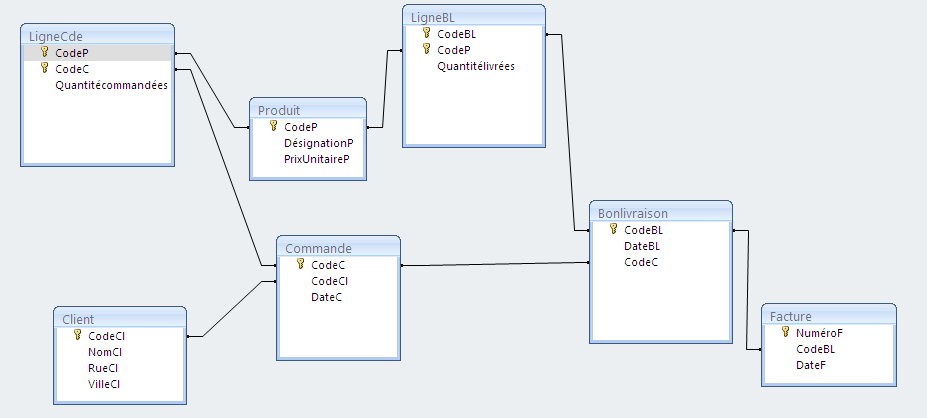 LigneCde
CodeP
CodeC
Quantitécommandées
LigneBL
CodeBL
CodeP
Quantitélivrées
Produit
CodeP
DésignationP
PrixUnitaireP
Commande
CodeC
CodeCl
DateC
Bonlivraison
CodeBL
DateBL
CodeC
Client
CodeCl
NomCl
RueCl
VilleCl
Facture
NuméroF
CodeBL
DateF